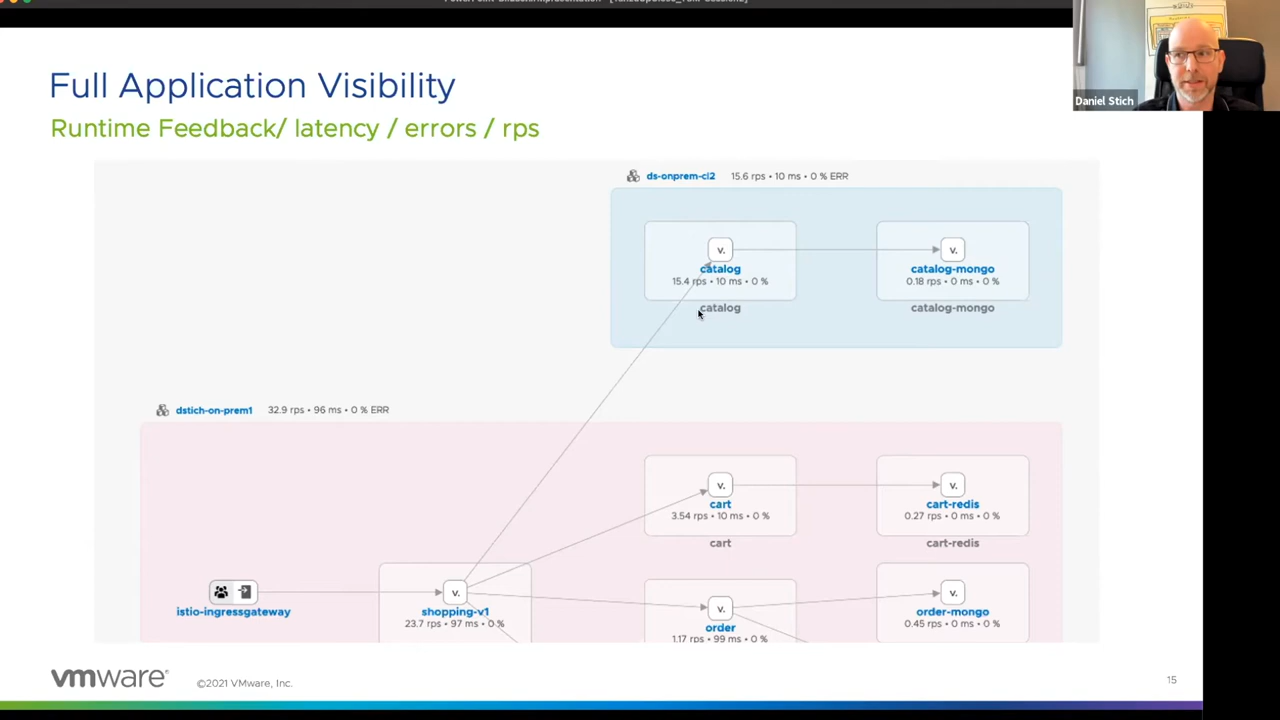 Daniel Stich
Full Application Visibility
Runtime Feedback/ latency / errors / rps
ds-onprem-cl2 15.6 rps • 10 ms • 0 % ERR
v.
catalog
15.4 rps • 10 ms • 0 %
catalog
v.
catalog-mongo
0.18 rps • 0 ms • 0 %
catalog-mongo
dstich-on-prem1 32.9 rps • 96 ms • 0 % ERR
v.
cart
3.54 rps • 10 ms • 0 %
cart
v.
cart-redis
0.27 rps • 0 ms • 0 %
cart-redis
istio-ingressgateway
v.
shopping-v1
23.7 rps • 97 ms • 0 %
v.
order
1.17 rps • 99 ms • 0 %
v.
order-mongo
0.45 rps • 0 ms • 0 %
vmware®
©2021 VMware, Inc.
15